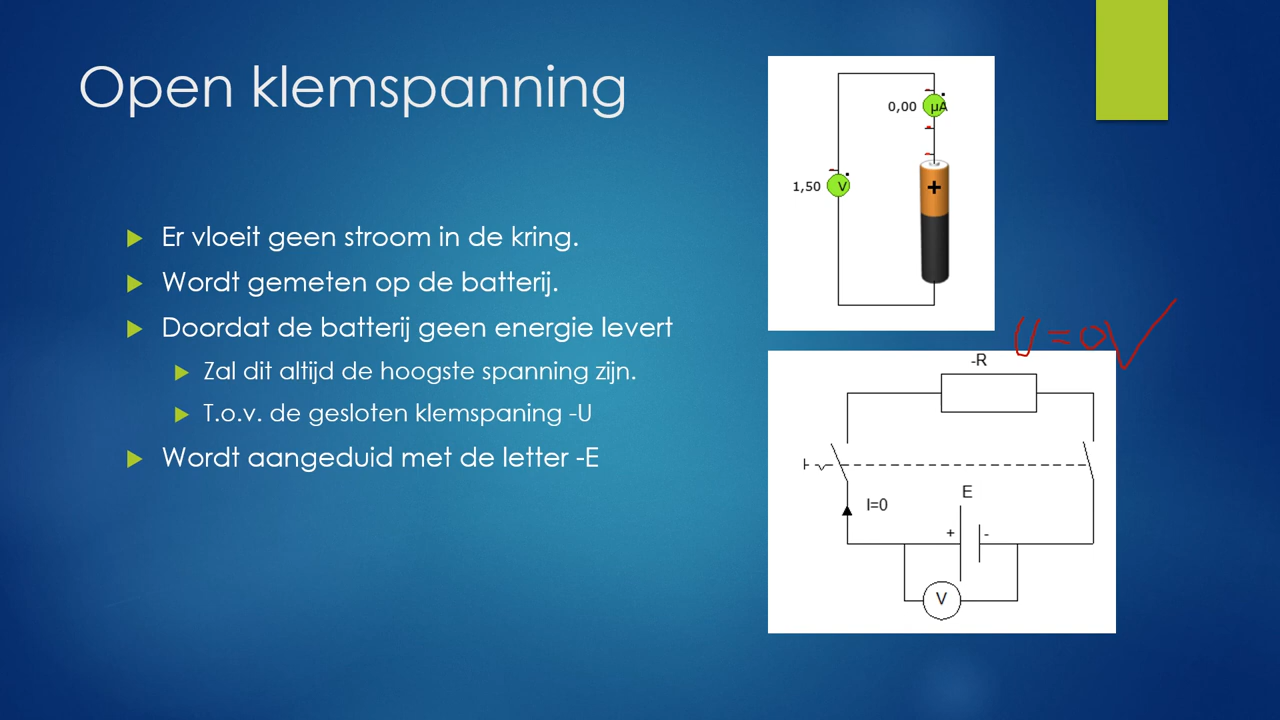 Open klemspanning
Er vloeit geen stroom in de kring.
Wordt gemeten op de batterij.
Doordat de batterij geen energie levert
Zal dit altijd de hoogste spanning zijn.
T.o.v. de gesloten klemspaning -U
Wordt aangeduid met de letter -E
0,00 µA
1,50 V
+
U=0V
-R
I=0
E
+ -
V